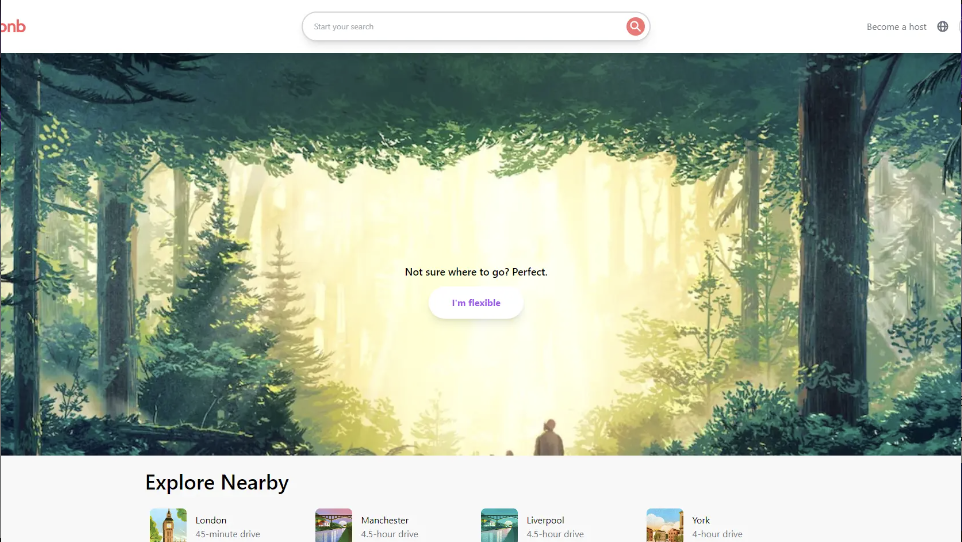 bnb
Start your search
Become a host
Not sure where to go? Perfect.
I'm flexible
Explore Nearby
London
45-minute drive
Manchester
4.5-hour drive
Liverpool
4.5-hour drive
York
4-hour drive